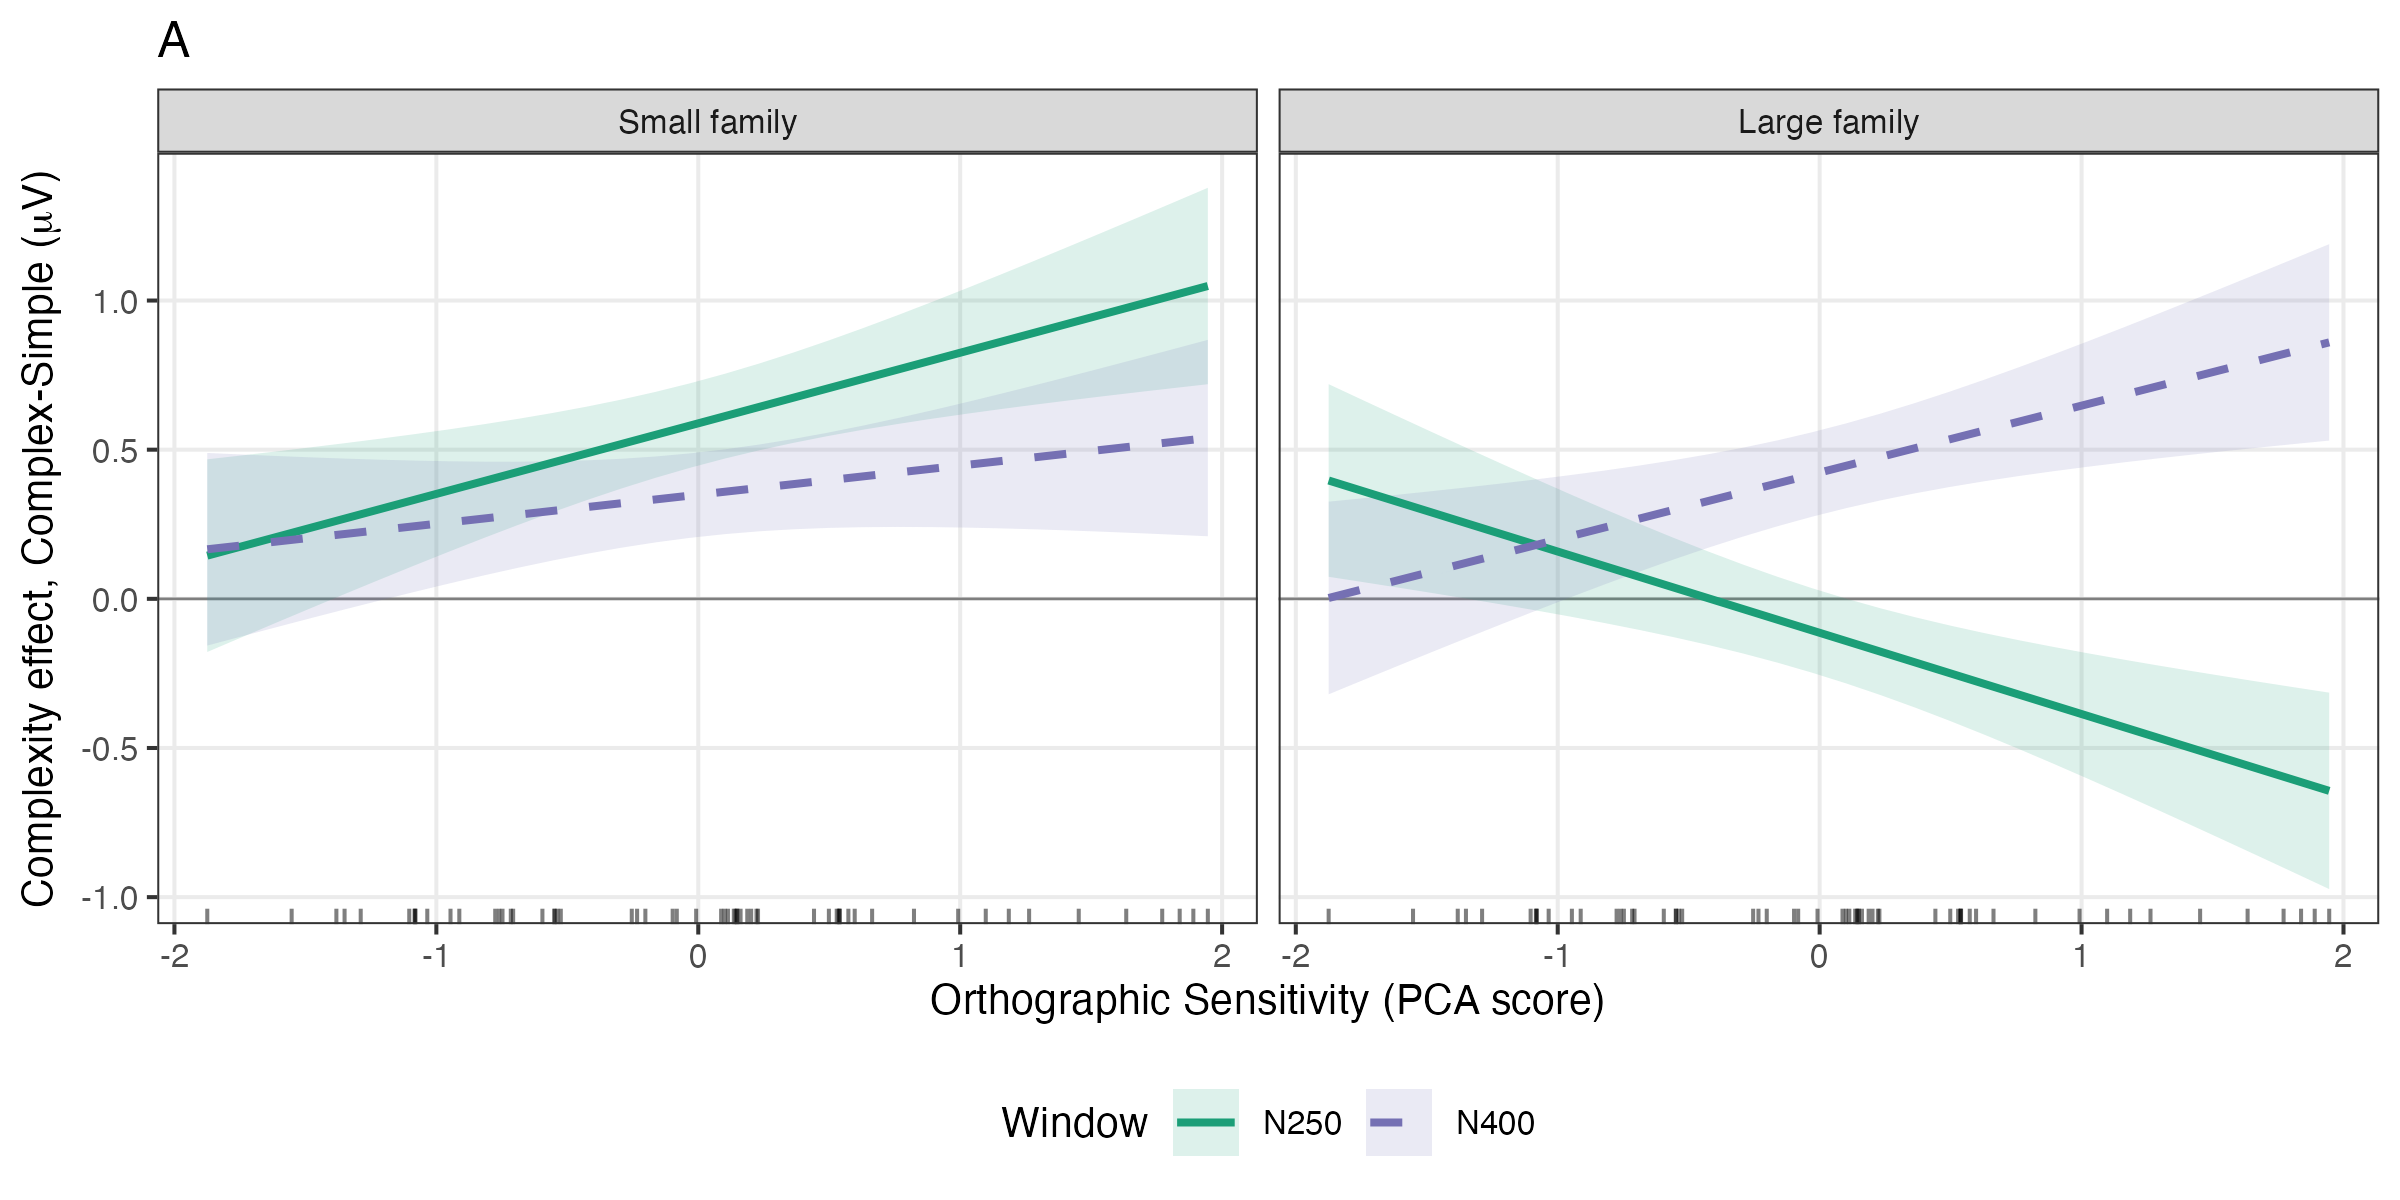 A
Small family
Large family
Complexity effect, Complex-Simple (μV)
1.0
0.5
0.0
-0.5
-1.0
-2 -1 0 1 2
-2 -1 0 1 2
Orthographic Sensitivity (PCA score)
Window N250 N400